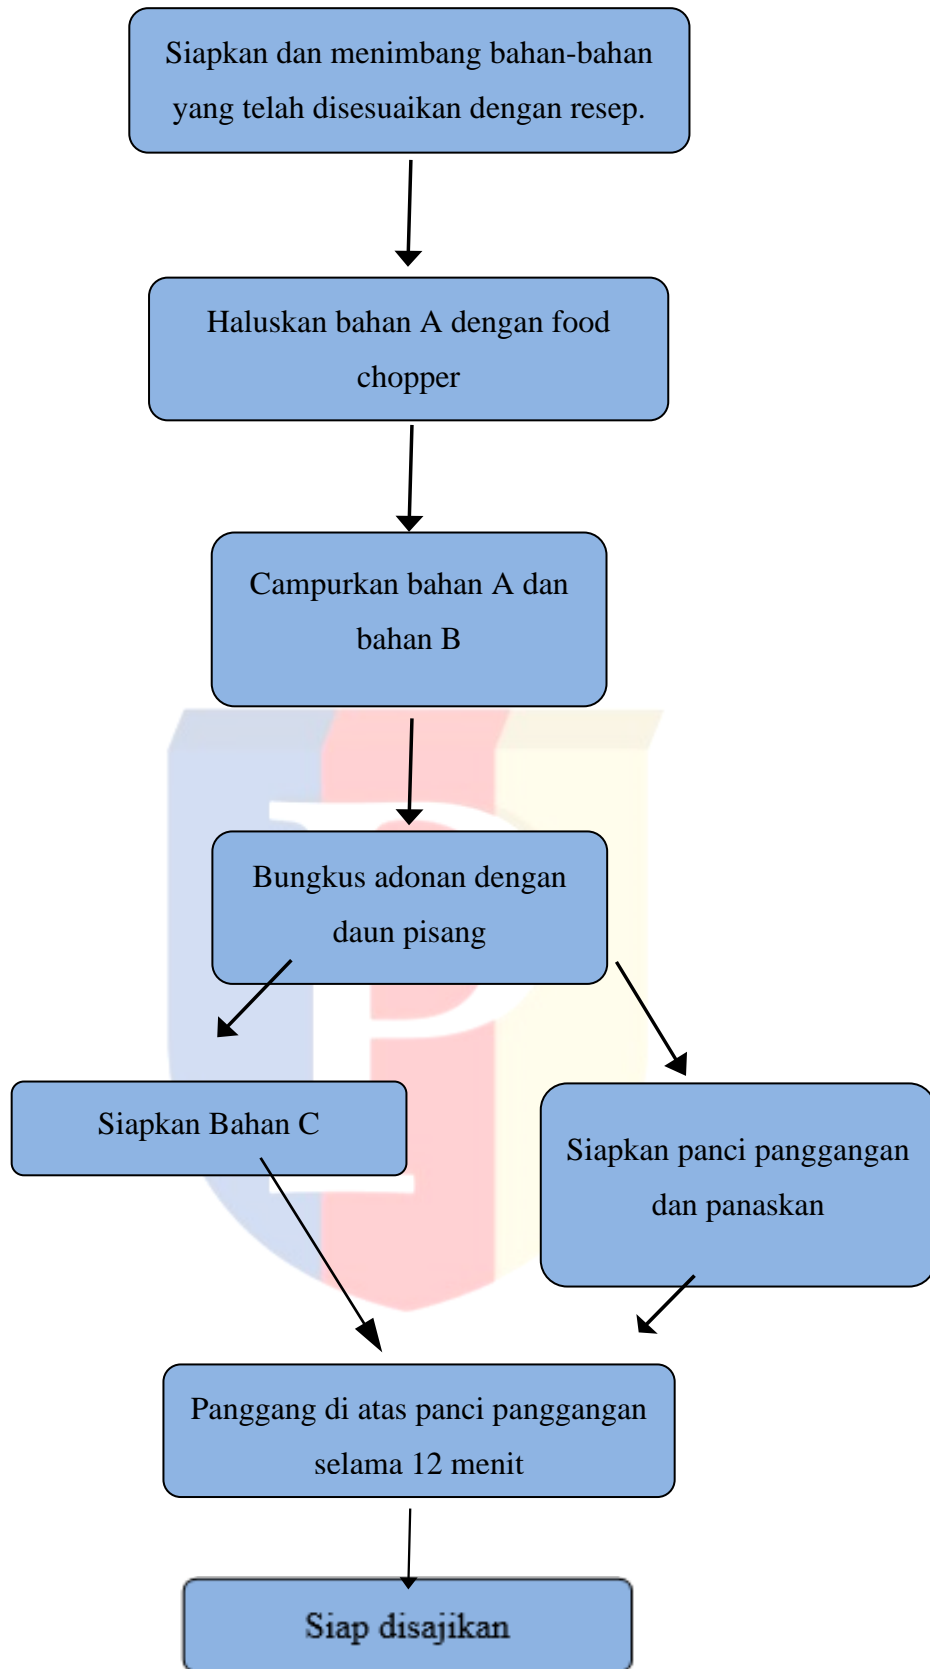 Siapkan dan menimbang bahan-bahan
yang telah disesuaikan dengan resep.
Haluskan bahan A dengan food
chopper
Campurkan bahan A dan
bahan B
Bungkus adonan dengan
daun pisang
Siapkan Bahan C
Siapkan panci panggangan
dan panaskan
Panggang di atas panci panggangan
selama 12 menit
Siap disajikan